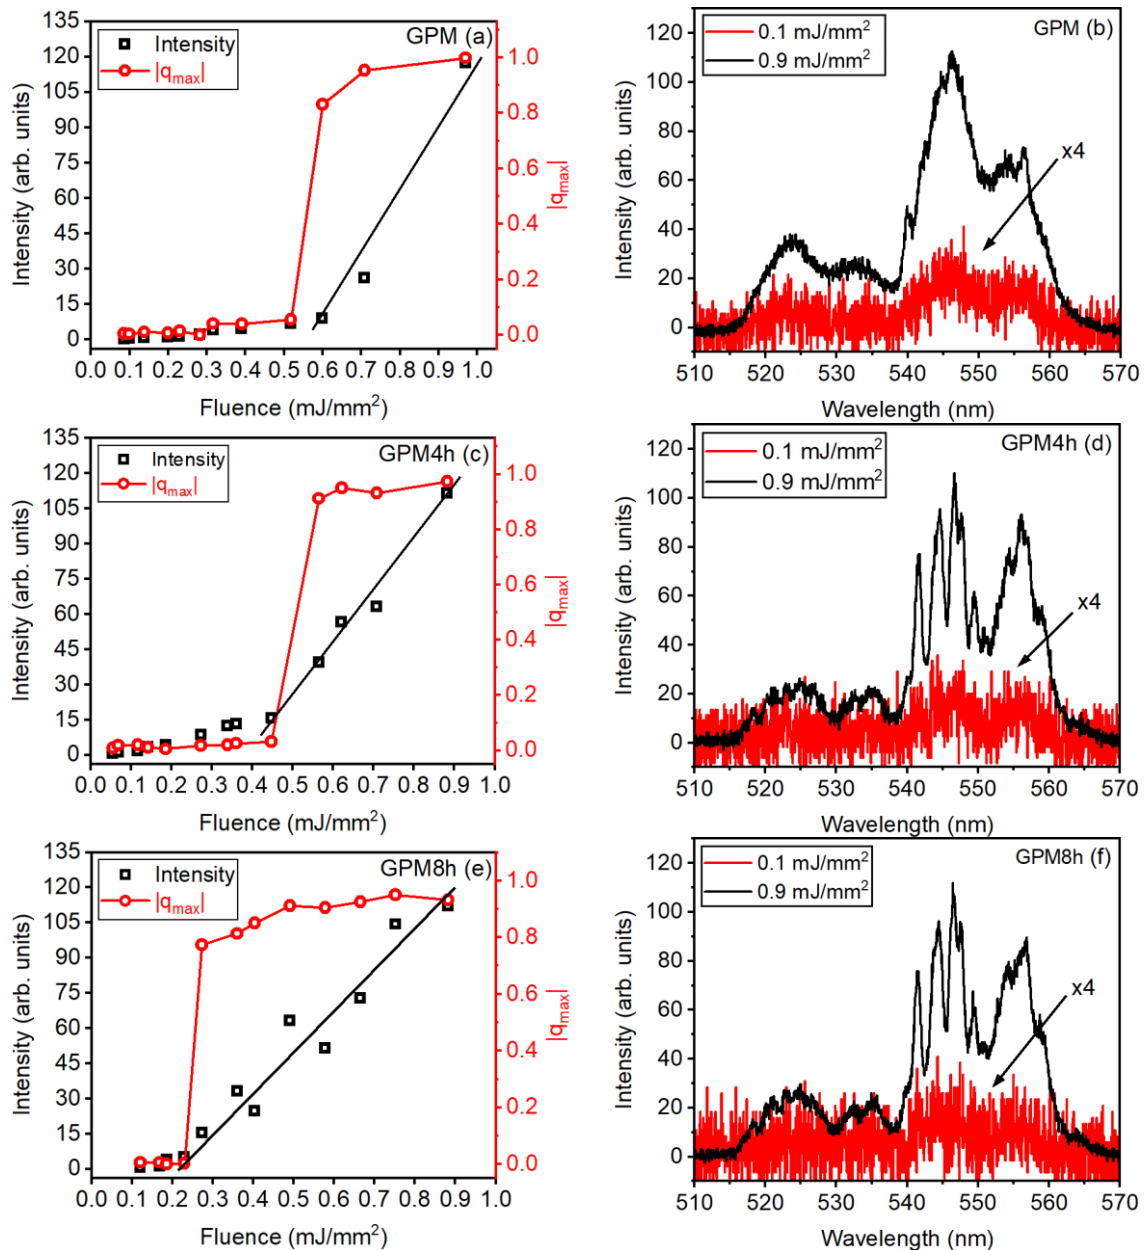 GPM (a)
Intensity
|qmax|
135
120
105
90
75
60
45
30
15
0
Intensity (arb. units)
1.0
0.8
0.6
0.4
0.2
0.0
|qmax|
0.0 0.1 0.2 0.3 0.4 0.5 0.6 0.7 0.8 0.9 1.0
Fluence (mJ/mm²)
GPM (b)
0.1 mJ/mm²
0.9 mJ/mm²
x4
120
100
80
60
40
20
0
Intensity (arb. units)
510 520 530 540 550 560 570
Wavelength (nm)
GPM4h (c)
Intensity
|qmax|
135
120
105
90
75
60
45
30
15
0
Intensity (arb. units)
1.0
0.8
0.6
0.4
0.2
0.0
|qmax|
0.0 0.1 0.2 0.3 0.4 0.5 0.6 0.7 0.8 0.9 1.0
Fluence (mJ/mm²)
GPM4h (d)
0.1 mJ/mm²
0.9 mJ/mm²
x4
120
100
80
60
40
20
0
Intensity (arb. units)
510 520 530 540 550 560 570
Wavelength (nm)
GPM8h (e)
Intensity
|qmax|
135
120
105
90
75
60
45
30
15
0
Intensity (arb. units)
1.0
0.8
0.6
0.4
0.2
0.0
|qmax|
0.0 0.1 0.2 0.3 0.4 0.5 0.6 0.7 0.8 0.9 1.0
Fluence (mJ/mm²)
GPM8h (f)
0.1 mJ/mm²
0.9 mJ/mm²
x4
120
100
80
60
40
20
0
Intensity (arb. units)
510 520 530 540 550 560 570
Wavelength (nm)